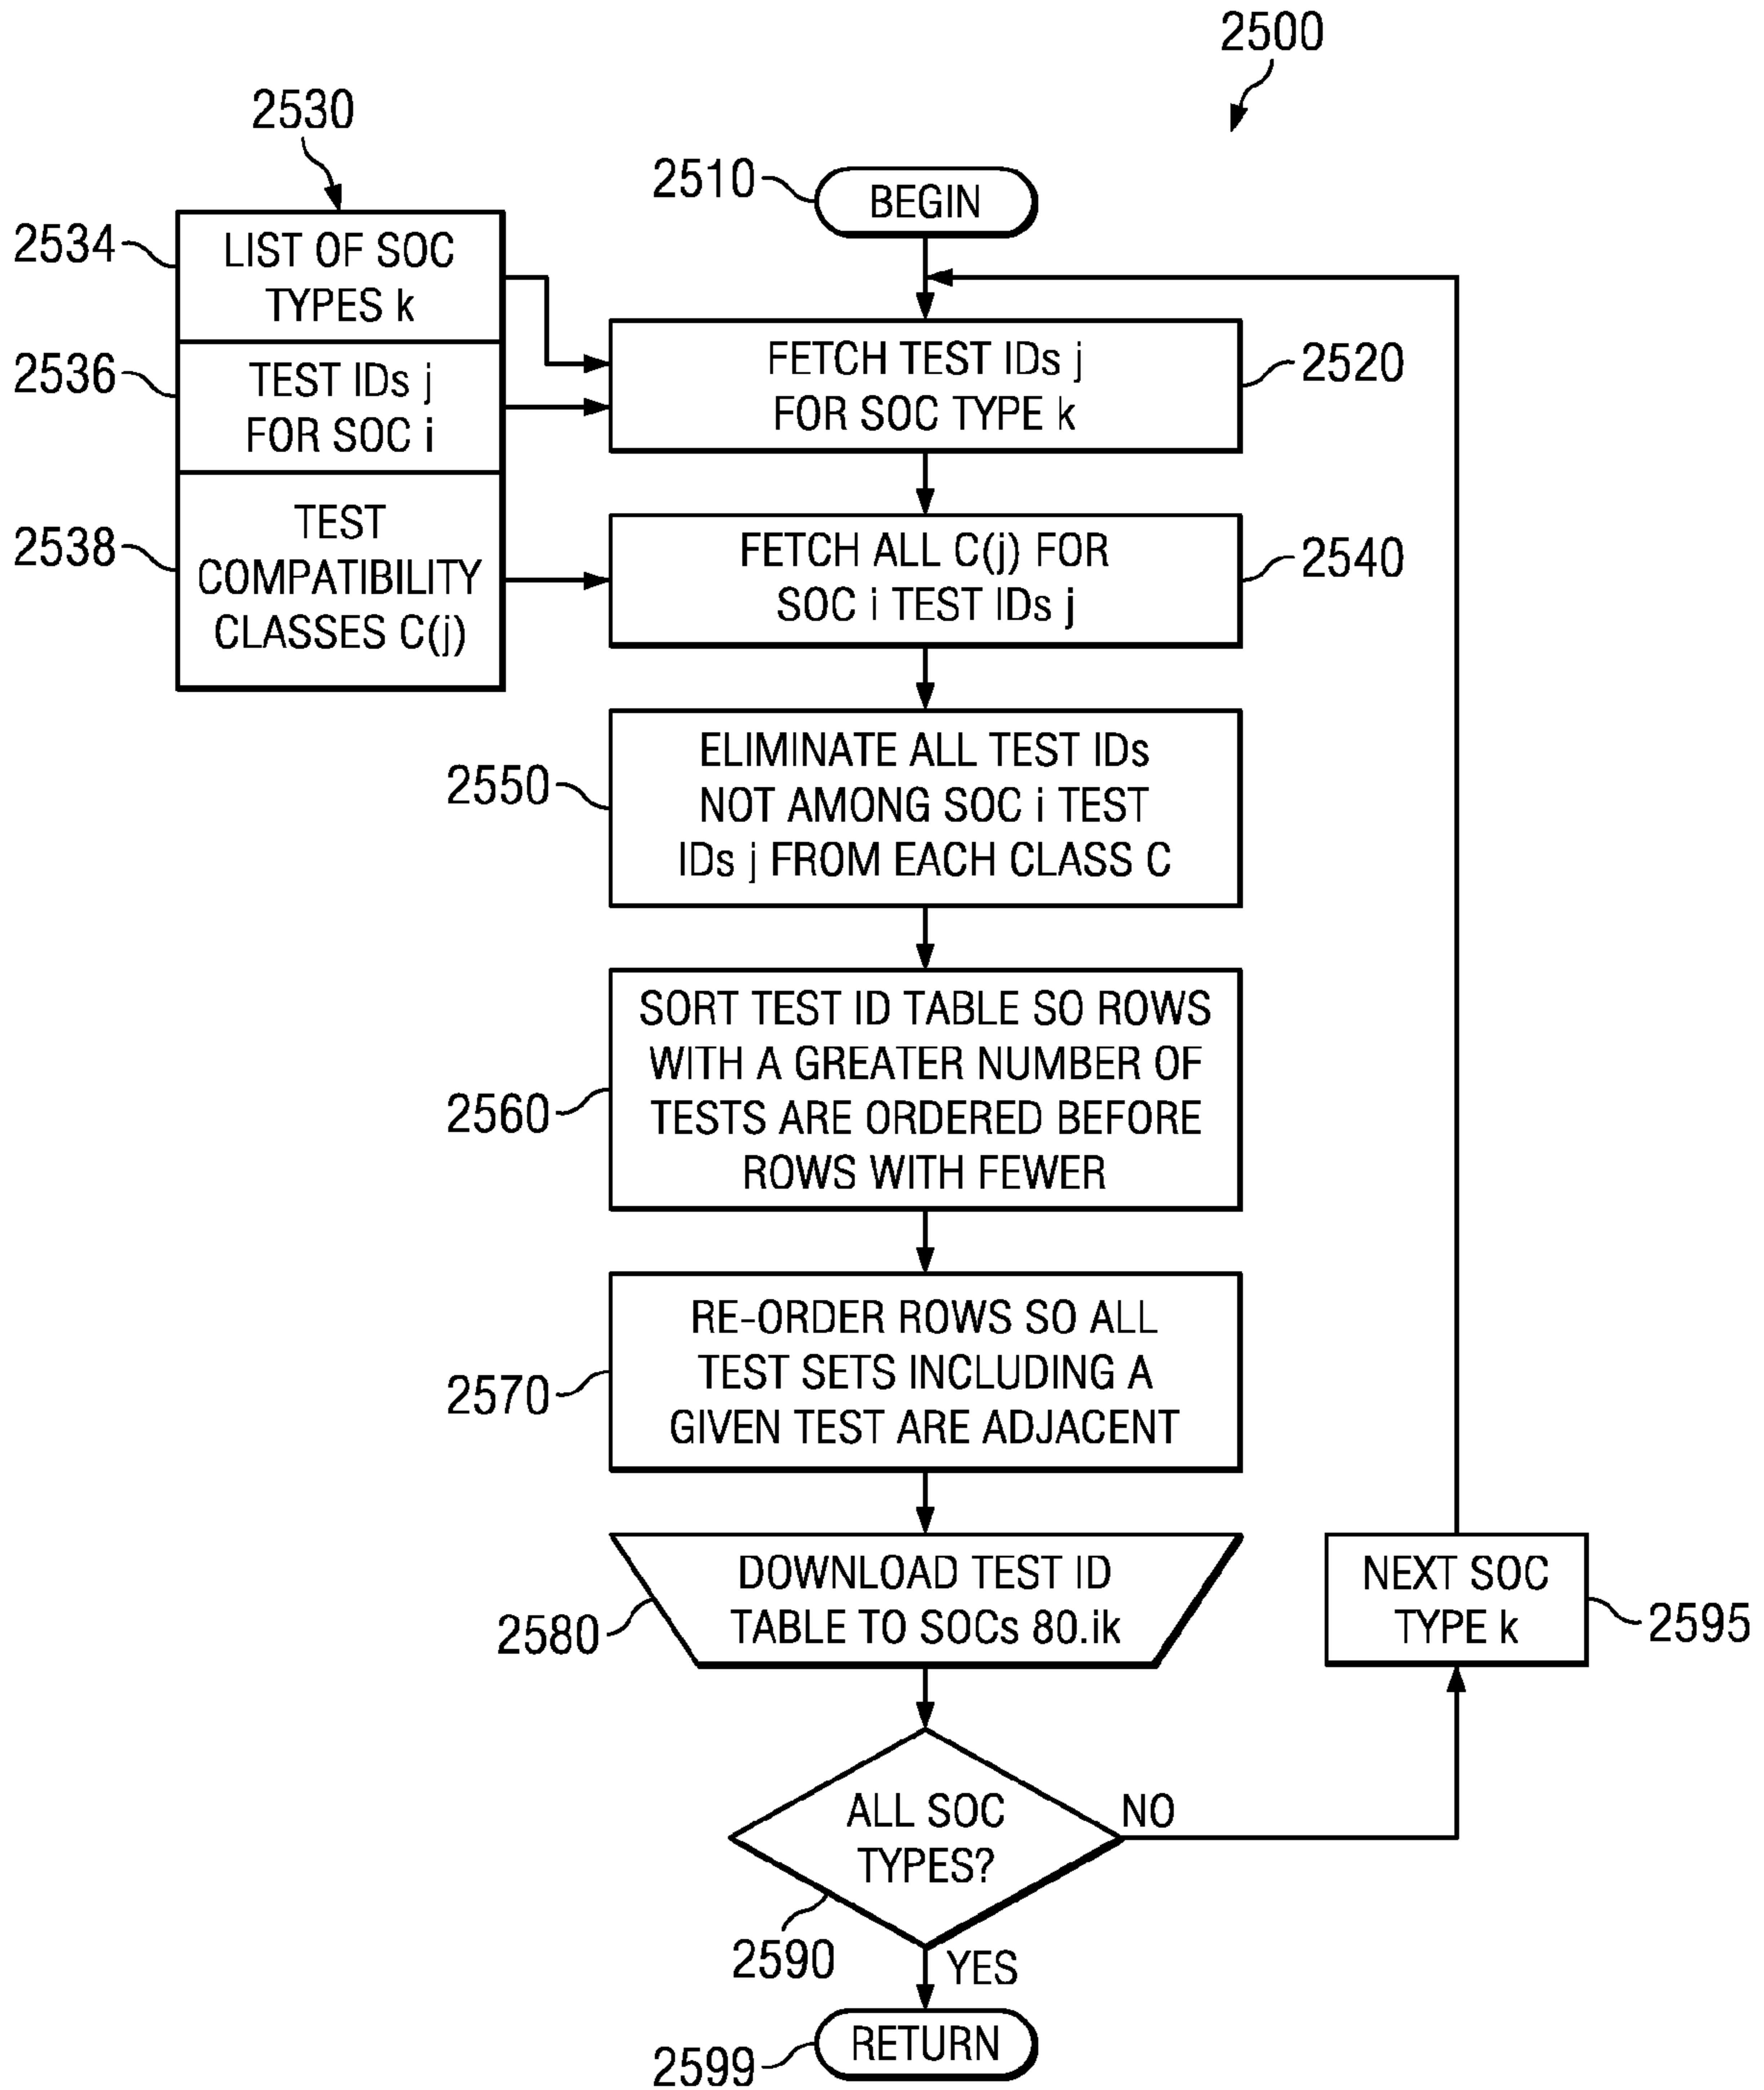 2500
2530
2510
BEGIN
2534
LIST OF SOC
TYPES k
2536
TEST IDs j
FOR SOC i
2538
TEST
COMPATIBILITY
CLASSES C(j)
FETCH TEST IDs j
FOR SOC TYPE k
2520
FETCH ALL C(j) FOR
SOC i TEST IDs j
2540
2550
ELIMINATE ALL TEST IDs
NOT AMONG SOC i TEST
IDs j FROM EACH CLASS C
2560
SORT TEST ID TABLE SO ROWS
WITH A GREATER NUMBER OF
TESTS ARE ORDERED BEFORE
ROWS WITH FEWER
2570
RE-ORDER ROWS SO ALL
TEST SETS INCLUDING A
GIVEN TEST ARE ADJACENT
2580
DOWNLOAD TEST ID
TABLE TO SOCs 80.ik
NEXT SOC
TYPE k
2595
ALL SOC
TYPES?
NO
2590
YES
2599
RETURN